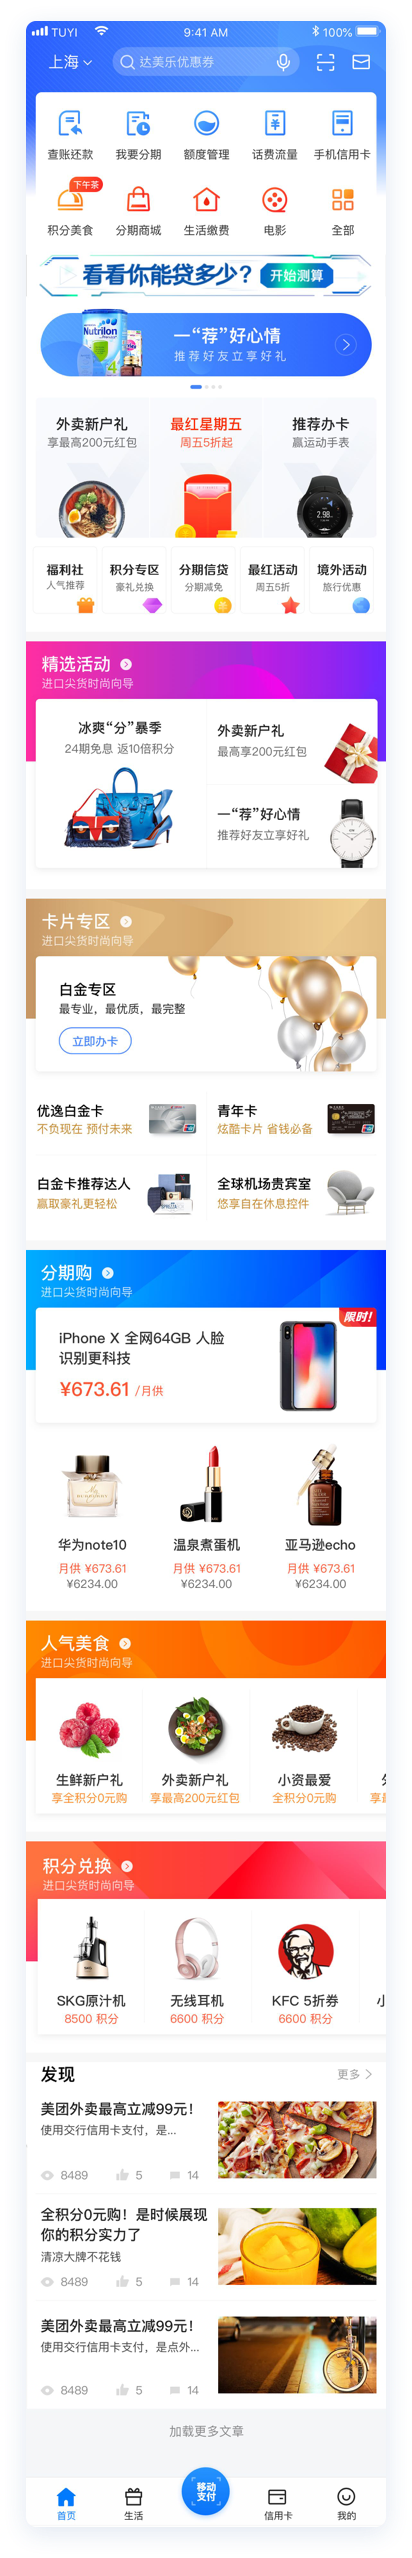 TUYI 9:41 AM 100%
上海 达美乐优惠券
查账还款 我要分期 额度管理 话费流量 手机信用卡
下午茶
积分美食 分期商城 生活缴费 电影 全部
看看你能贷多少? 开始测算
Nutrilon
4
一“荐”好心情
推荐好友立享好礼
外卖新户礼 最红星期五 推荐办卡
享最高200元红包 周五5折起 赢运动手表
2.98
福利社 积分专区 分期信贷 最红活动 境外活动
人气推荐 豪礼兑换 分期减免 周五5折 旅行优惠
精选活动
进口尖货时尚向导
冰爽“分”暴季
24期免息 返10倍积分
外卖新户礼
最高享200元红包
一“荐”好心情
推荐好友立享好礼
卡片专区
进口尖货时尚向导
白金专区
最专业，最优质，最完整
立即办卡
优逸白金卡 青年卡
不负现在 预付未来 炫酷卡片 省钱必备
白金卡推荐达人 全球机场贵宾室
赢取豪礼更轻松 悠享自在休息控件
分期购
进口尖货时尚向导
限时!
iPhone X 全网64GB 人脸
识别更科技
¥673.61 /月供
华为note10 温泉煮蛋机 亚马逊echo
月供 ¥673.61 月供 ¥673.61 月供 ¥673.61
¥6234.00 ¥6234.00 ¥6234.00
人气美食
进口尖货时尚向导
生鲜新户礼 外卖新户礼 小资最爱
享全积分0元购 享最高200元红包 全积分0元购
积分兑换
进口尖货时尚向导
SKG原汁机 无线耳机 KFC 5折券
8500 积分 6600 积分 6600 积分
发现 更多
美团外卖最高立减99元!
使用交行信用卡支付，是...
8489 5 14
全积分0元购！是时候展现
你的积分实力了
清凉大牌不花钱
8489 5 14
美团外卖最高立减99元!
使用交行信用卡支付，是点外...
8489 5 14
加载更多文章
移动
支付
首页 生活 信用卡 我的